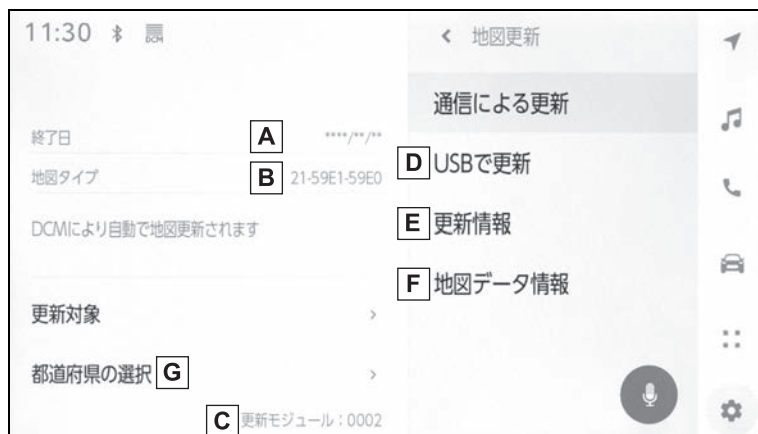 11:30
DCM
終了日 A ****/**/**
地図タイプ B 21-59E1-59E0
DCMにより自動で地図更新されます
更新対象 >
都道府県の選択 G >
C 更新モジュール：0002
< 地図更新
通信による更新
D USBで更新
E 更新情報
F 地図データ情報